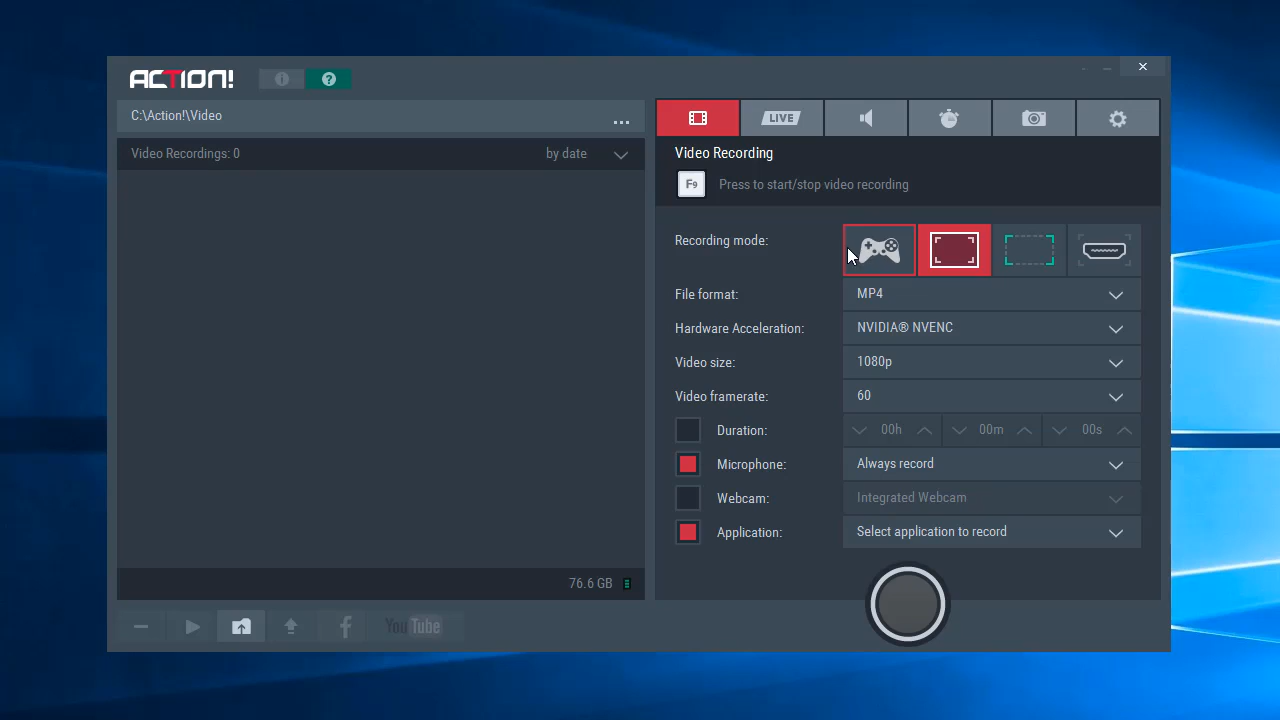 ACTION!
C:\Action!\Video
...
Video Recordings: 0
by date
76.6 GB
You Tube
LIVE
Video Recording
F9
Press to start/stop video recording
Recording mode:
File format:
MP4
Hardware Acceleration:
NVIDIA® NVENC
Video size:
1080p
Video framerate:
60
Duration:
00h
00m
00s
Microphone:
Always record
Webcam:
Integrated Webcam
Application:
Select application to record